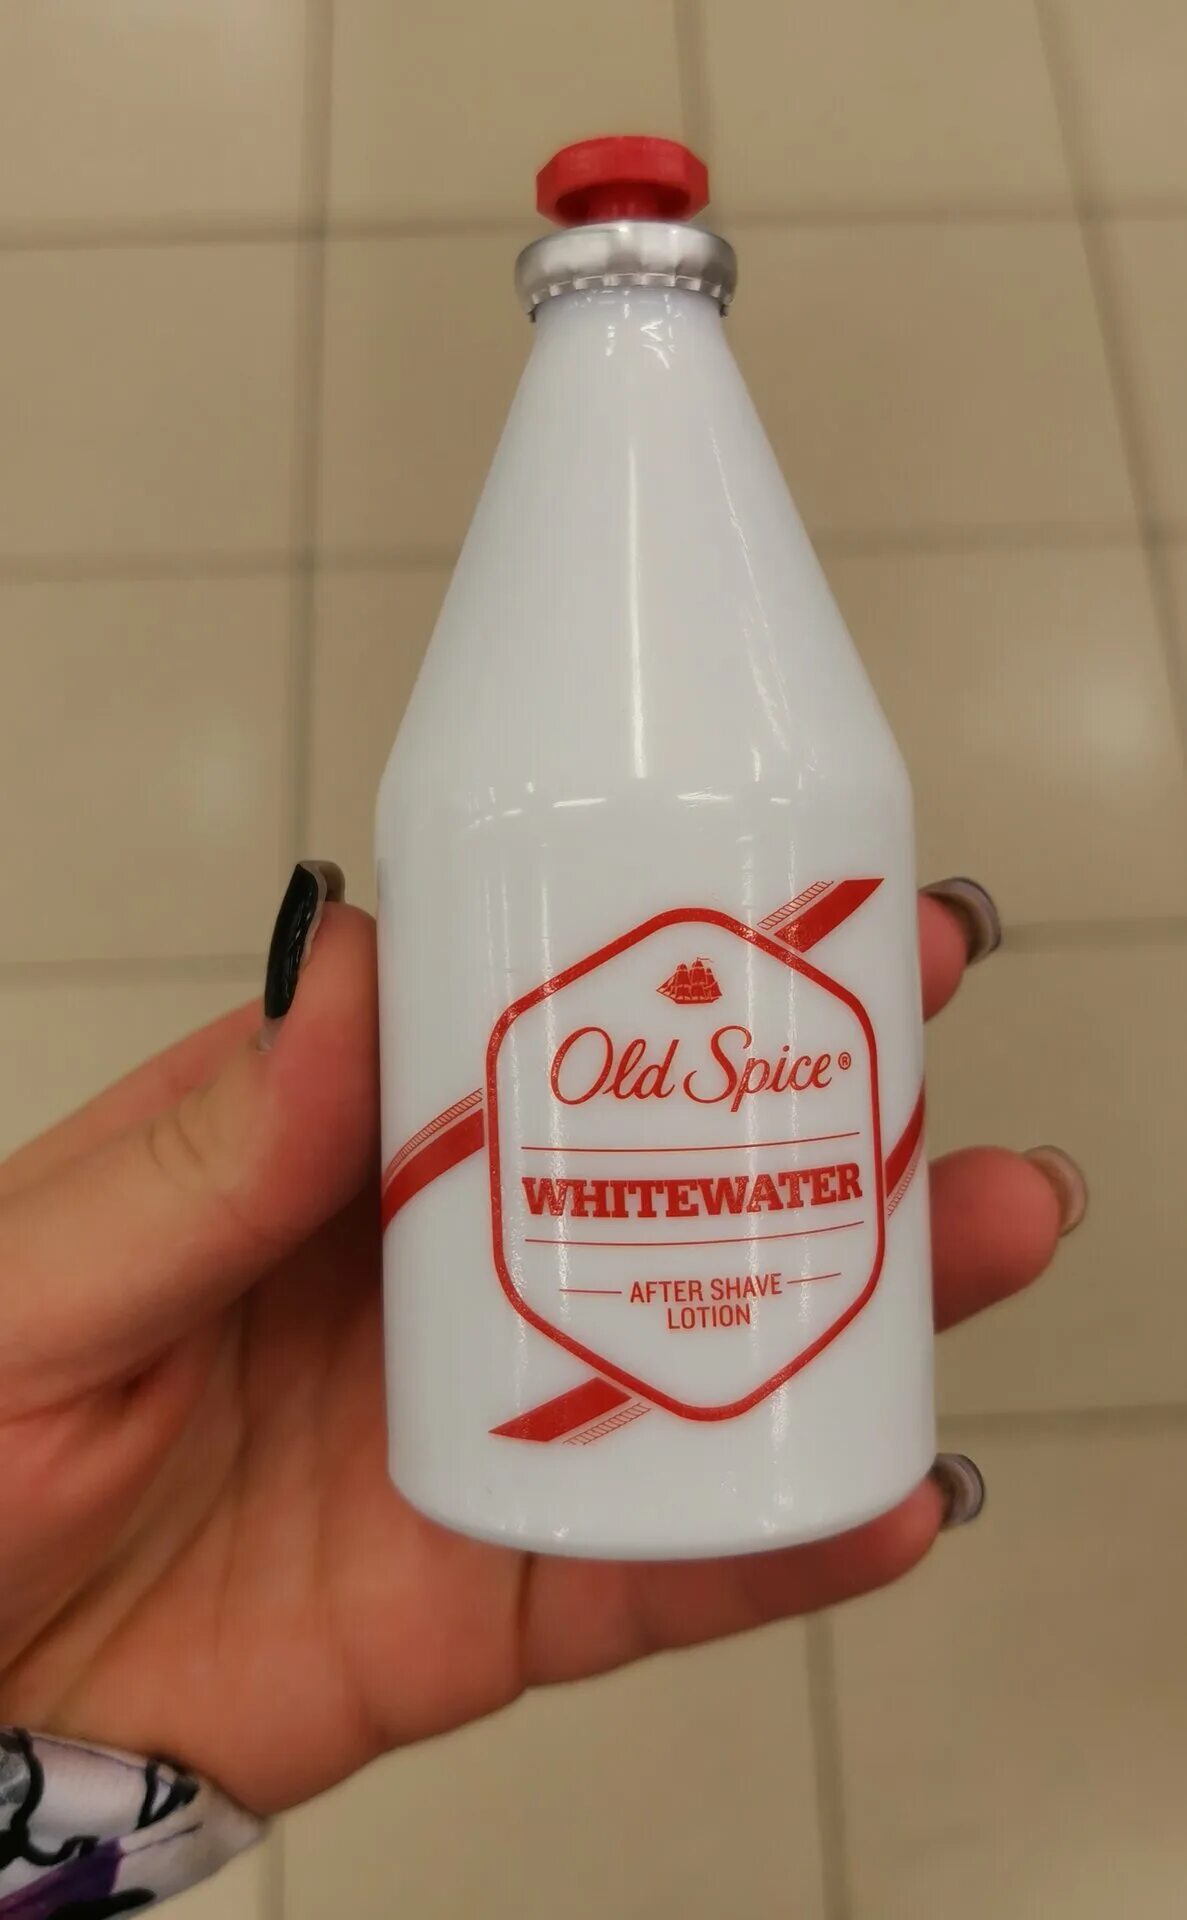 Old Spice®
WHITEWATER
AFTER SHAVE
LOTION